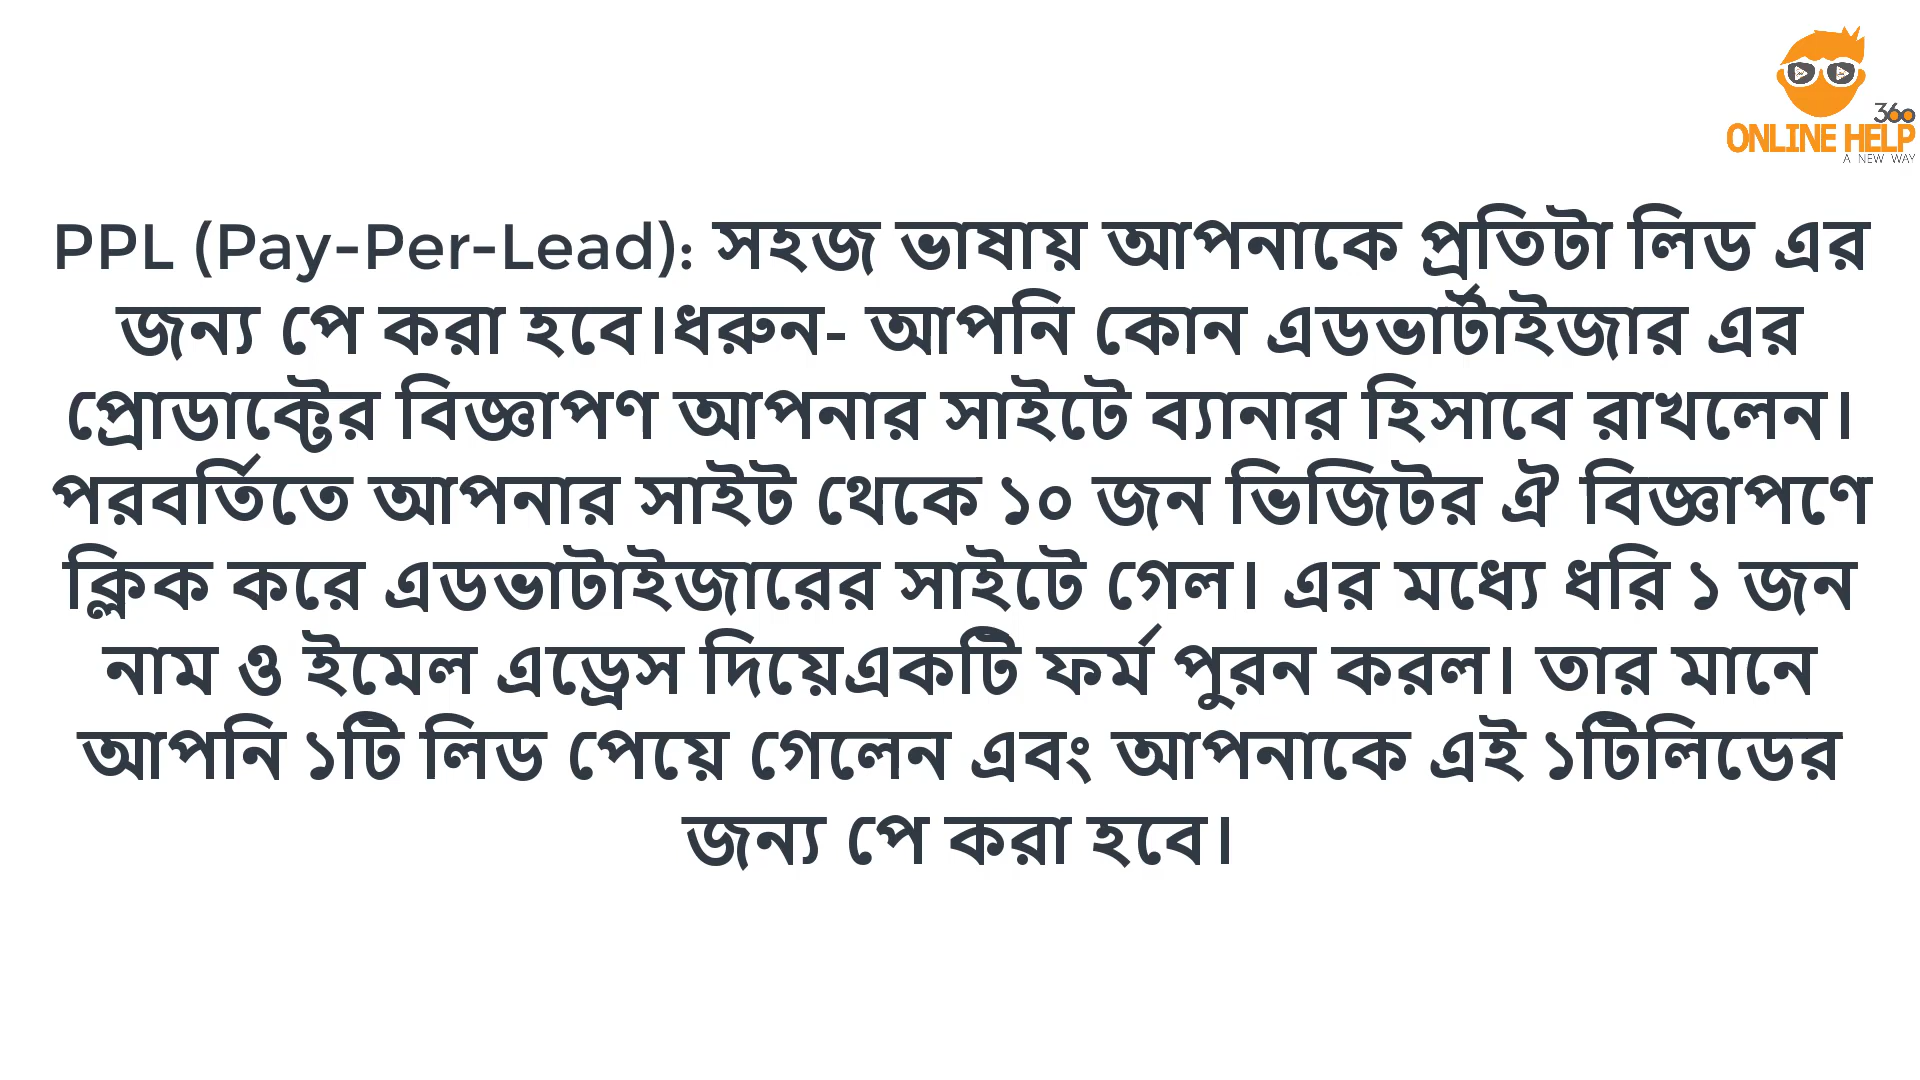 360
ONLINE HELP
A NEW WAY
PPL (Pay-Per-Lead): সহজ ভাষায় আপনাকে প্রতিটা লিড এর
জন্য পে করা হবে।ধরুন- আপনি কোন এডভার্টাইজার এর
প্রোডাক্টের বিজ্ঞাপণ আপনার সাইটে ব্যানার হিসাবে রাখলেন।
পরবর্তিতে আপনার সাইট থেকে ১০ জন ভিজিটর ঐ বিজ্ঞাপণে
ক্লিক করে এডভাটাইজারের সাইটে গেল। এর মধ্যে ধরি ১ জন
নাম ও ইমেল এড্রেস দিয়েএকটি ফর্ম পুরন করল। তার মানে
আপনি ১টি লিড পেয়ে গেলেন এবং আপনাকে এই ১টিলিডের
জন্য পে করা হবে।